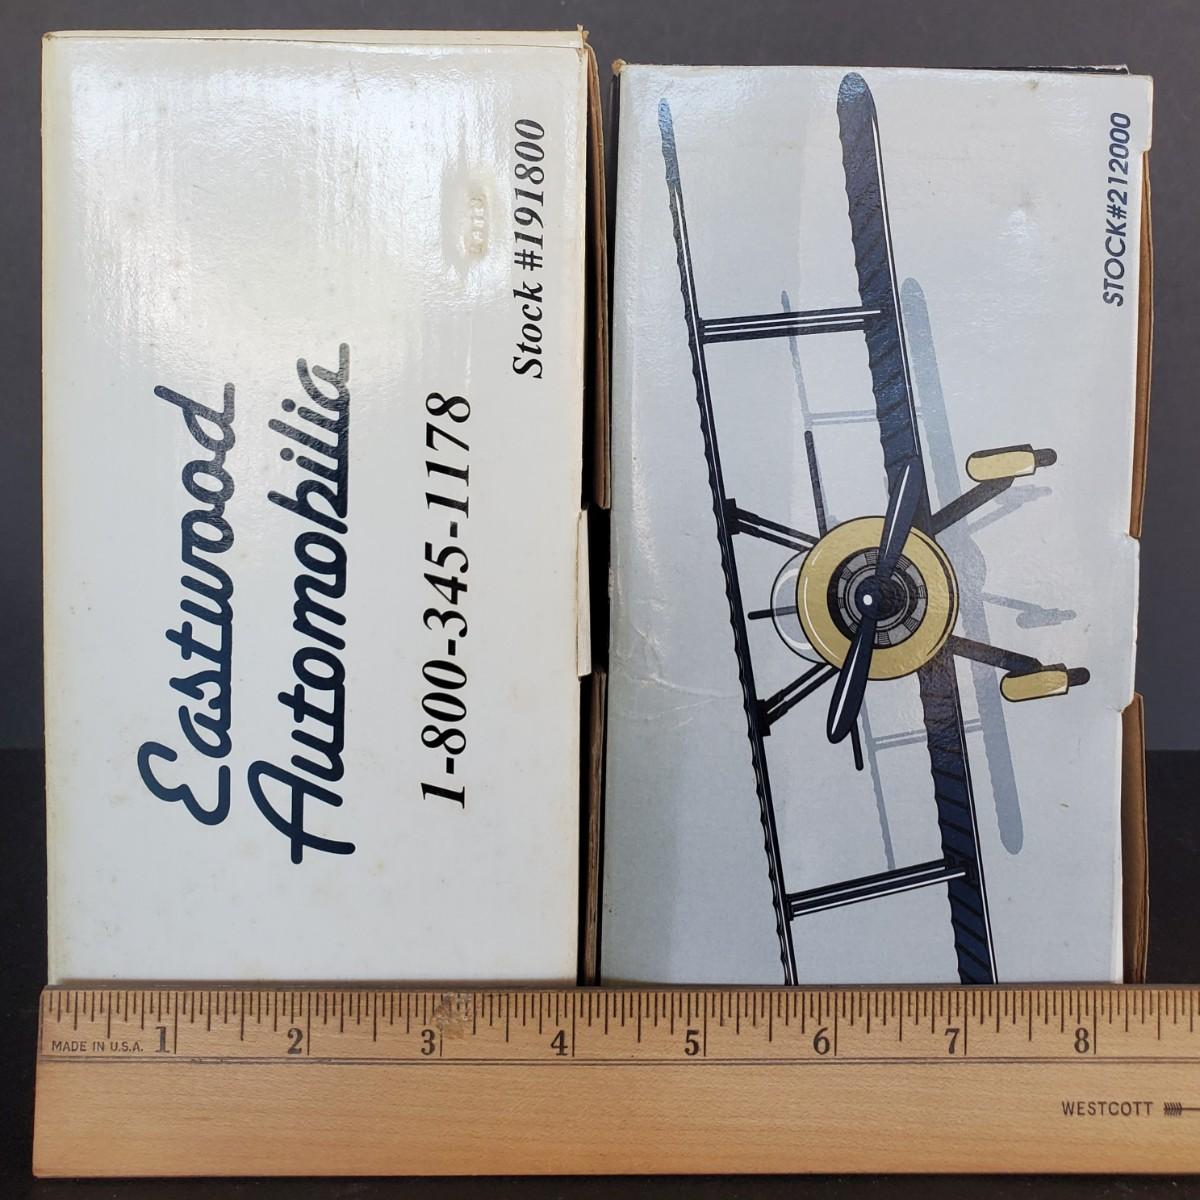 Eastwood
Automobilia
1-800-345-1178
Stock #191800
STOCK#212000
MADE IN U.S.A. 1 2 3 4 5 6 7 8
WESTCOTT